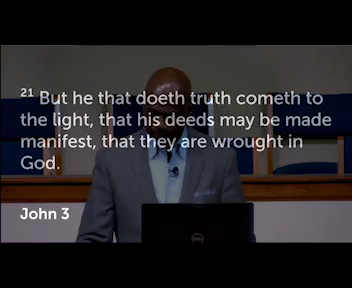 21 But he that doeth truth cometh to
the light, that his deeds may be made
manifest, that they are wrought in
God.
John 3
DELL